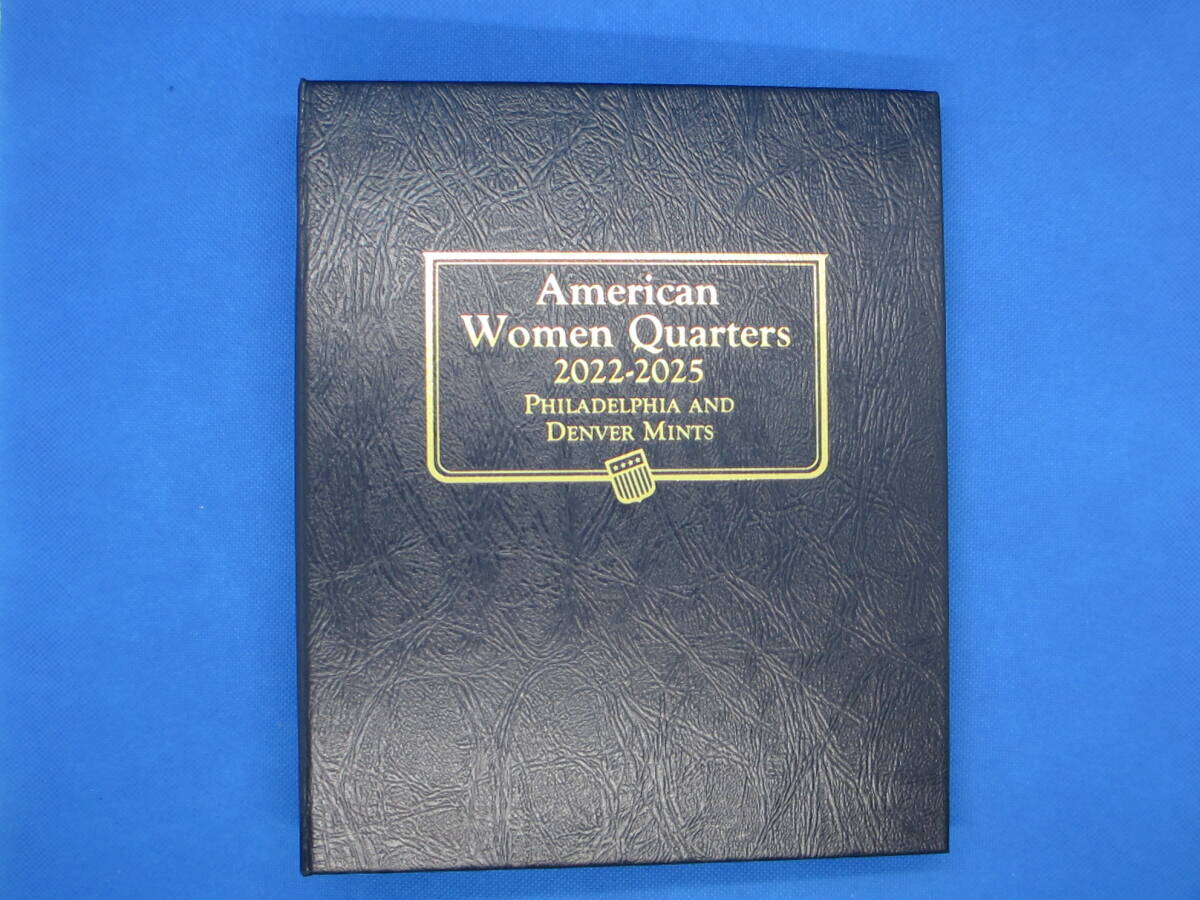 American
Women Quarters
2022-2025
PHILADELPHIA AND
DENVER MINTS